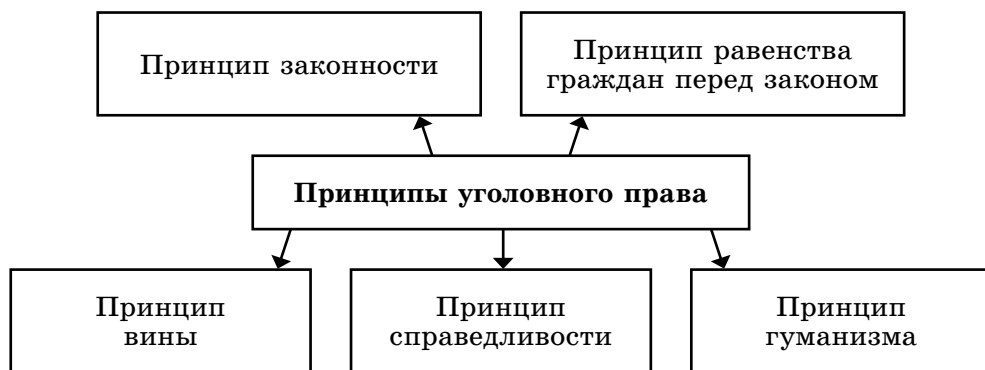 Принцип законности
Принцип равенства
граждан перед законом
Принципы уголовного права
Принцип
вины
Принцип
справедливости
Принцип
гуманизма